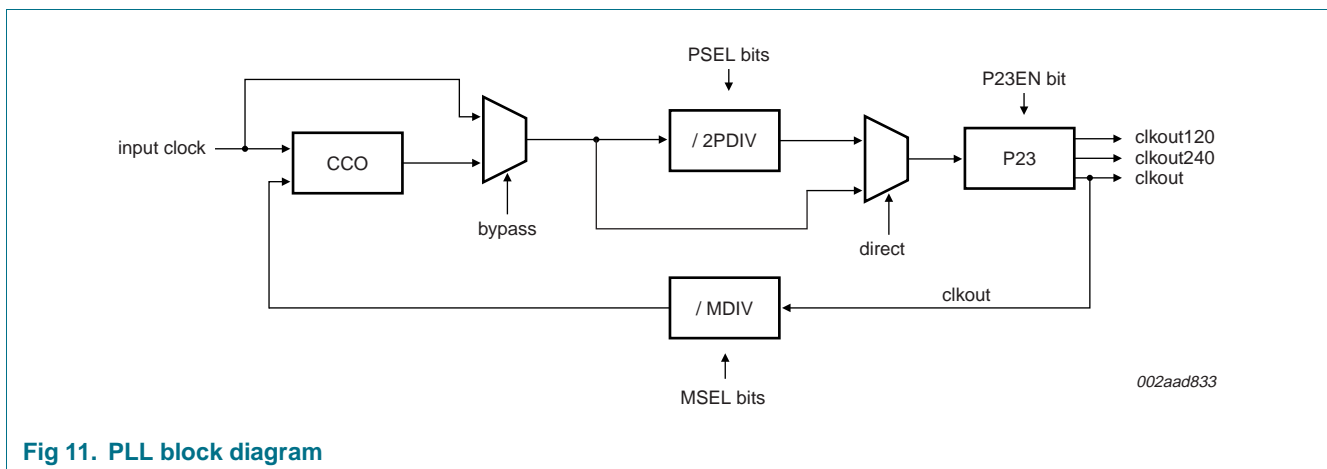 PSEL bits
P23EN bit
input clock
CCO
bypass
/ 2PDIV
direct
P23
clkout120
clkout240
clkout
/ MDIV
clkout
MSEL bits
002aad833
Fig 11. PLL block diagram